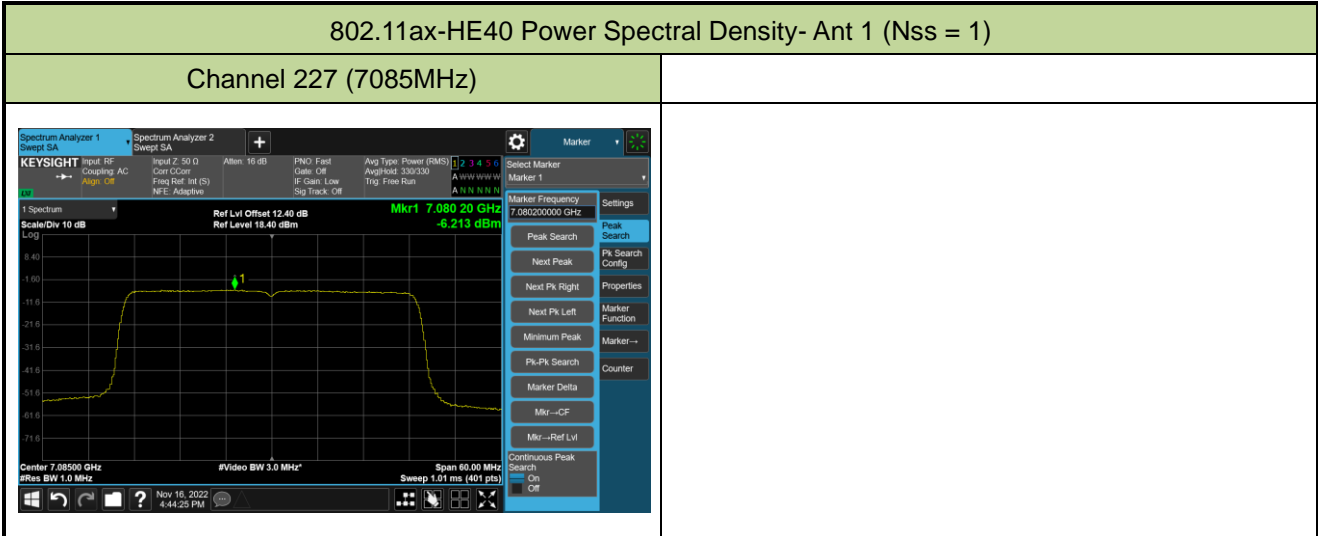 802.11ax-HE40 Power Spectral Density- Ant 1 (Nss = 1)
Channel 227 (7085MHz)
Spectrum Analyzer 1
Swept SA
Spectrum Analyzer 2
Swept SA
+
Marker
KEYSIGHT
Input: RF
Coupling: AC
Align: Off
Input Z: 50 Ω
Corr CCorr
Freq Ref: Int (S)
NFE: Adaptive
Atten: 16 dB
PNO: Fast
Gate: Off
IF Gain: Low
Sig Track: Off
Avg Type: Power (RMS)
Avg|Hold: 330/330
Trig: Free Run
1 2 3 4 5 6
A W W W W W
A N N N N N
Select Marker
Marker 1
1 Spectrum
Scale/Div 10 dB
Log
Ref Lvl Offset 12.40 dB
Ref Level 18.40 dBm
Mkr1 7.080 20 GHz
-6.213 dBm
8.40
-1.60
-11.6
-21.6
-31.6
-41.6
-51.6
-61.6
-71.6
1
Center 7.08500 GHz
#Res BW 1.0 MHz
#Video BW 3.0 MHz*
Span 60.00 MHz
Sweep 1.01 ms (401 pts)
Marker Frequency
7.080200000 GHz
Peak Search
Next Peak
Next Pk Right
Next Pk Left
Minimum Peak
Pk-Pk Search
Marker Delta
Mkr→CF
Mkr→Ref Lvl
Continuous Peak
Search
On
Off
Settings
Peak
Search
Pk Search
Config
Properties
Marker
Function
Marker→
Counter
?
Nov 16, 2022
4:44:25 PM